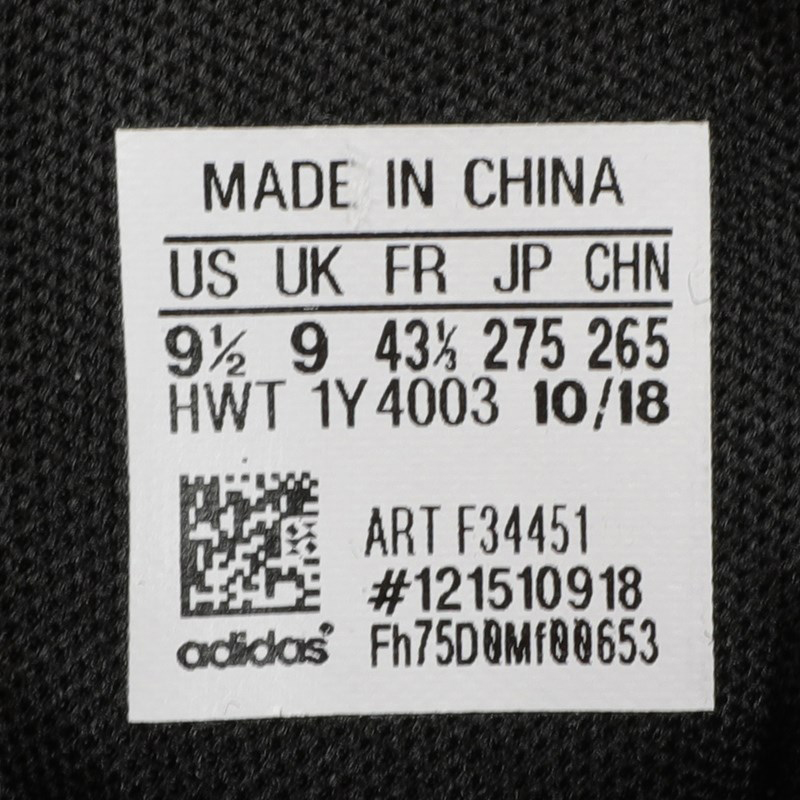 MADE IN CHINA
US UK FR JP CHN
9½ 9 43⅓ 275 265
HWT 1Y4003 10/18
ART F34451
#121510918
adidas Fh75D0Mf00653